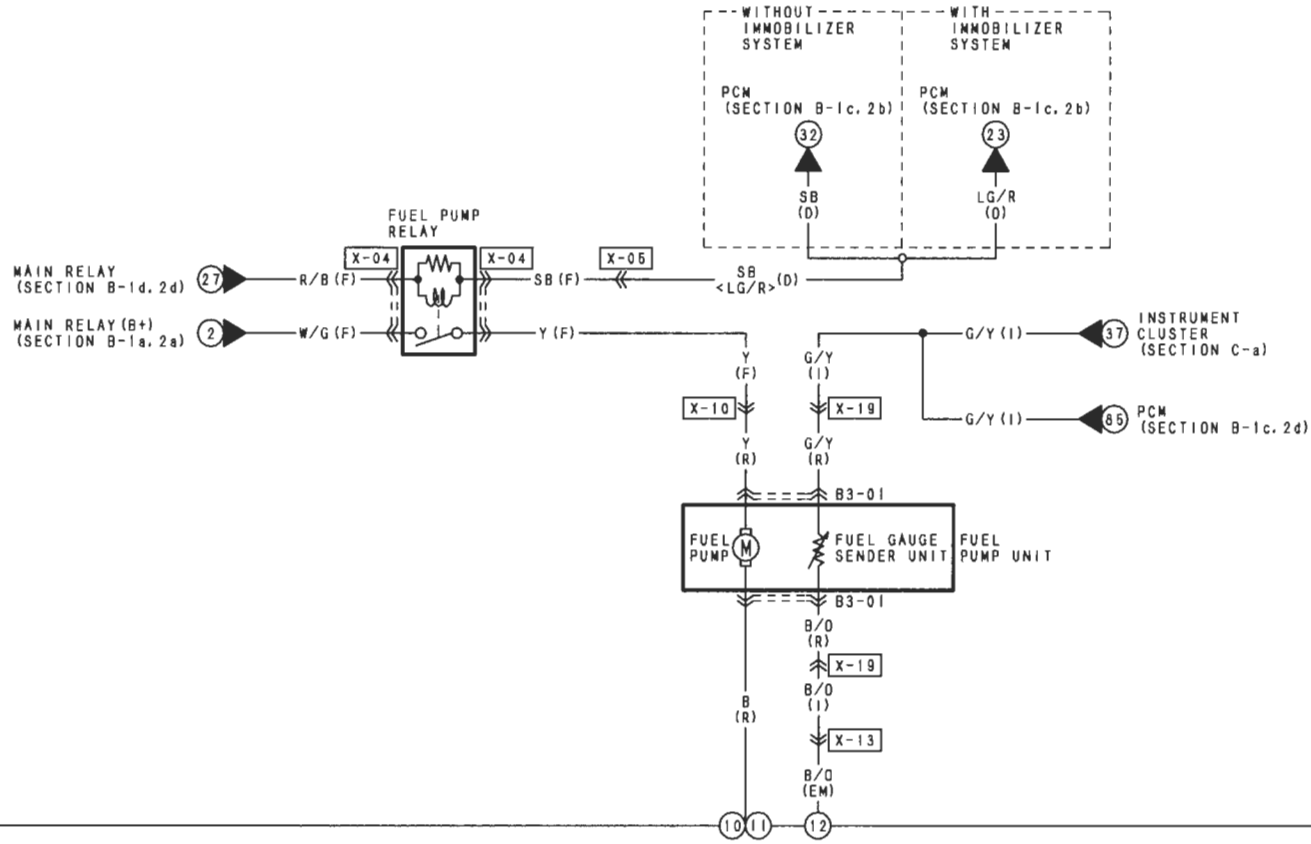 WITHOUT
IMMOBILIZER
SYSTEM
WITH
IMMOBILIZER
SYSTEM
PCM
(SECTION B-1c, 2b)
PCM
(SECTION B-1c, 2b)
32
23
SB
(D)
LG/R
(D)
FUEL PUMP
RELAY
X-04
X-04
X-05
MAIN RELAY
(SECTION B-1d, 2d)
27
R/B (F)
SB (F)
SB
<LG/R> (D)
MAIN RELAY (B+)
(SECTION B-1a, 2a)
2
W/G (F)
Y (F)
G/Y (I)
37
INSTRUMENT
CLUSTER
(SECTION C-a)
Y
(F)
G/Y
(I)
X-10
X-19
G/Y (I)
85
PCM
(SECTION B-1c, 2d)
Y
(R)
G/Y
(R)
B3-01
FUEL
PUMP
M
FUEL GAUGE
SENDER UNIT
FUEL
PUMP UNIT
B3-01
B/O
(R)
X-19
B
(R)
B/O
(I)
X-13
B/O
(EM)
10
11
12